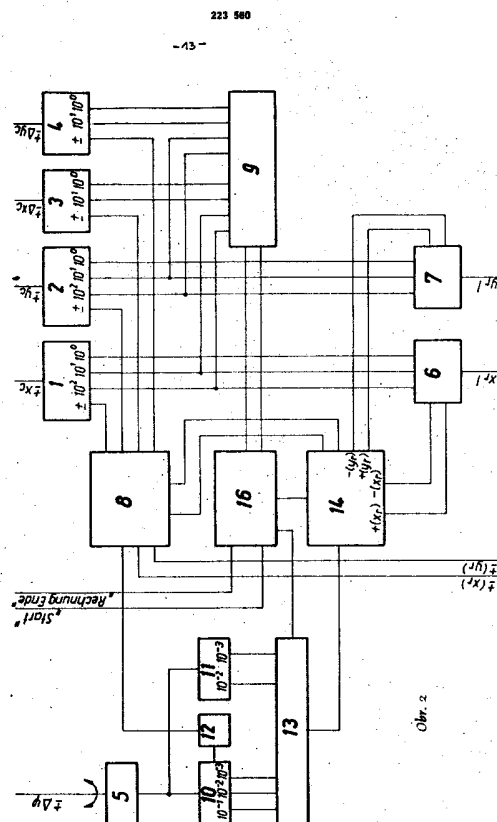 223 560
- 13 -
±Δyc
4
± 10¹ 10⁰
±Δxc
3
± 10¹ 10⁰
±yc
2
± 10² 10¹ 10⁰
±xc
1
± 10² 10¹ 10⁰
9
7
|yr|
6
|xr|
8
16
14
-(yr)
+(yr)
+(xr) -(xr)
±(yr)
±(xr)
"Rechnung Ende"
"Start"
11
10⁻² 10⁻³
12
10
10⁻¹ 10⁻² 10⁻³
13
5
±Δφ
Obr. 2